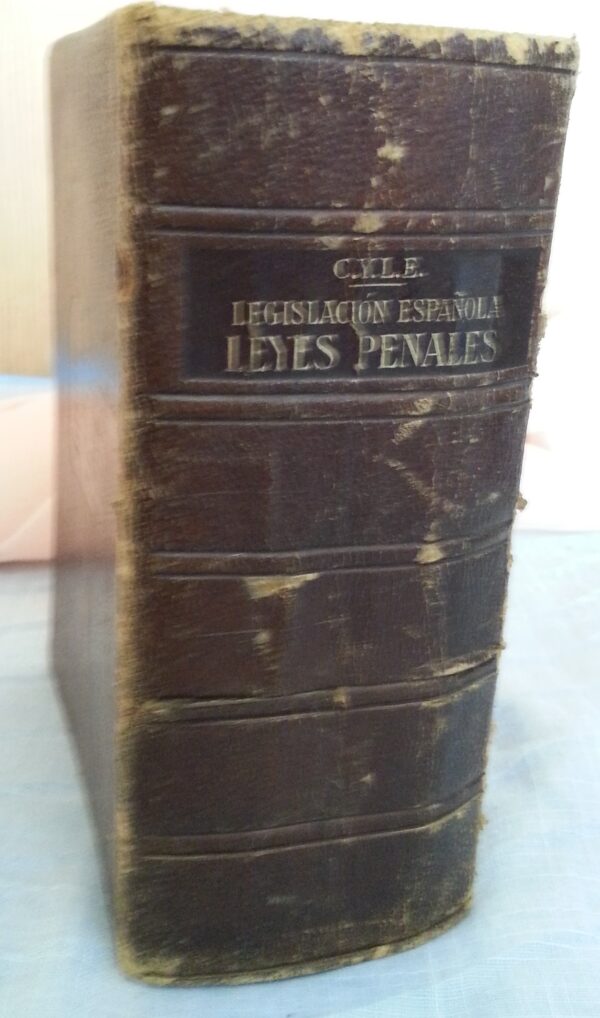 C.Y.L.E.
LEGISLACIÓN ESPAÑOLA
LEYES PENALES